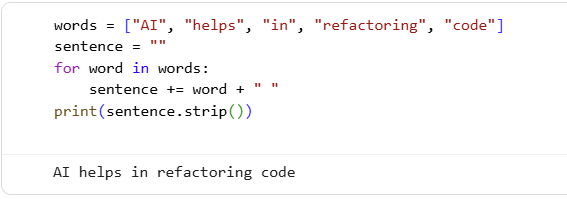 words = ["AI", "helps", "in", "refactoring", "code"]
sentence = ""
for word in words:
    sentence += word + " "
print(sentence.strip())
AI helps in refactoring code